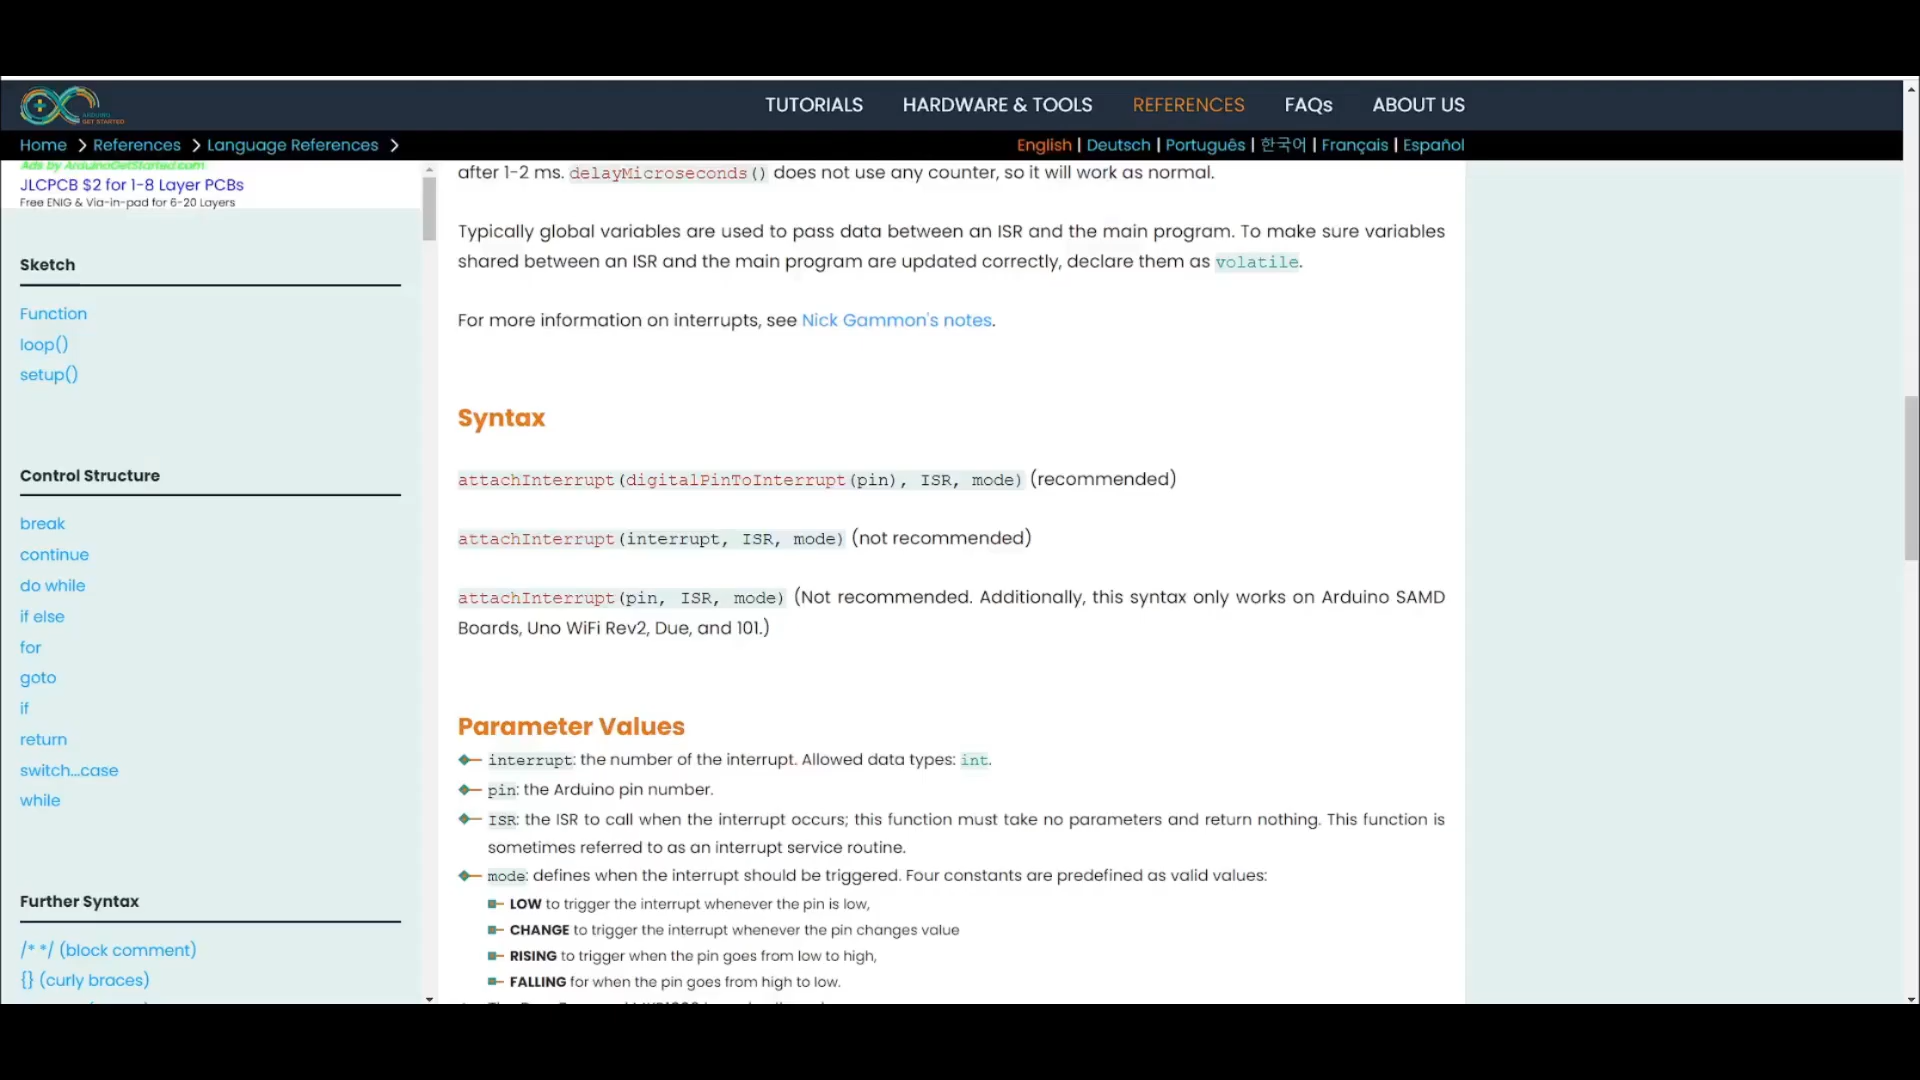 ARDUINO
GET STARTED
TUTORIALS HARDWARE & TOOLS REFERENCES FAQs ABOUT US
Home References Language References
English | Deutsch | Português | 한국어 | Français | Español
Ads by ArduinoGetStarted.com
JLCPCB $2 for 1-8 Layer PCBs
Free ENIG & Via-in-pad for 6-20 Layers
Sketch
Function
loop()
setup()
Control Structure
break
continue
do while
if else
for
goto
if
return
switch...case
while
Further Syntax
/* */ (block comment)
{} (curly braces)
after 1-2 ms. delayMicroseconds() does not use any counter, so it will work as normal.
Typically global variables are used to pass data between an ISR and the main program. To make sure variables
shared between an ISR and the main program are updated correctly, declare them as volatile.
For more information on interrupts, see Nick Gammon's notes.
Syntax
attachInterrupt(digitalPinToInterrupt(pin), ISR, mode) (recommended)
attachInterrupt(interrupt, ISR, mode) (not recommended)
attachInterrupt(pin, ISR, mode) (Not recommended. Additionally, this syntax only works on Arduino SAMD
Boards, Uno WiFi Rev2, Due, and 101.)
Parameter Values
interrupt: the number of the interrupt. Allowed data types: int.
pin: the Arduino pin number.
ISR: the ISR to call when the interrupt occurs; this function must take no parameters and return nothing. This function is
sometimes referred to as an interrupt service routine.
mode: defines when the interrupt should be triggered. Four constants are predefined as valid values:
LOW to trigger the interrupt whenever the pin is low,
CHANGE to trigger the interrupt whenever the pin changes value
RISING to trigger when the pin goes from low to high,
FALLING for when the pin goes from high to low.